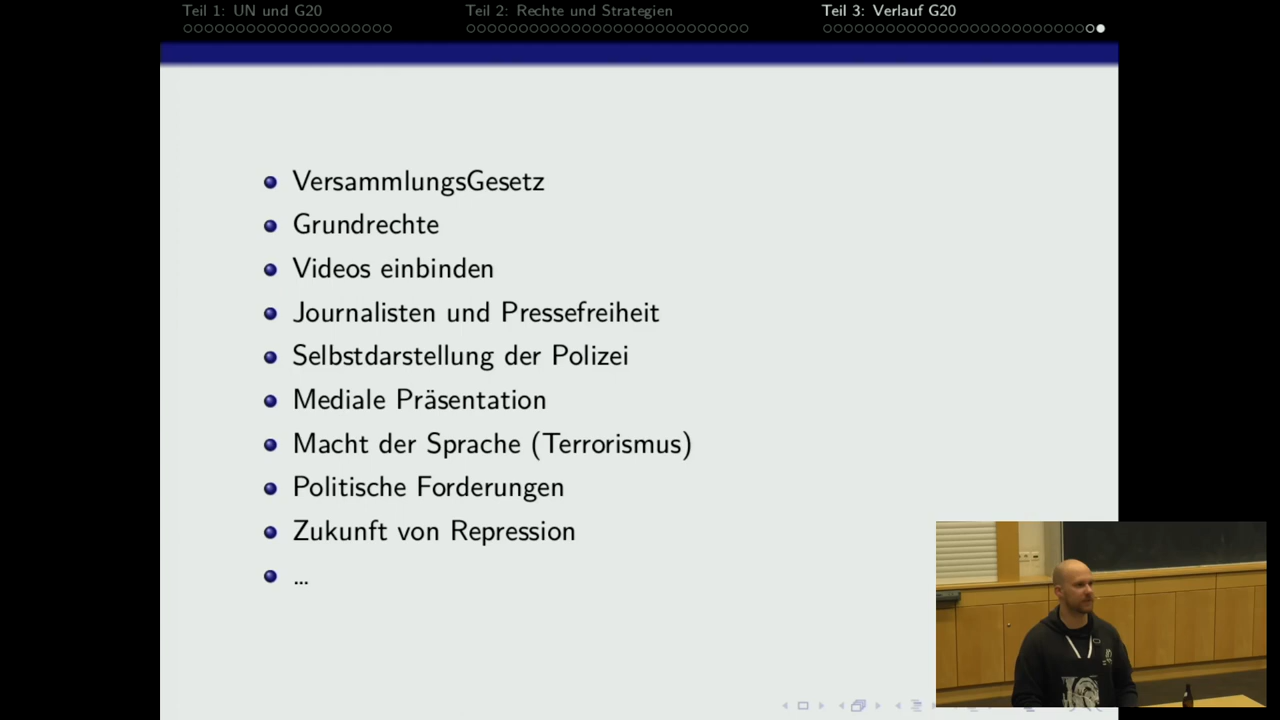 Teil 1: UN und G20
Teil 2: Rechte und Strategien
Teil 3: Verlauf G20
VersammlungsGesetz
Grundrechte
Videos einbinden
Journalisten und Pressefreiheit
Selbstdarstellung der Polizei
Mediale Präsentation
Macht der Sprache (Terrorismus)
Politische Forderungen
Zukunft von Repression
...